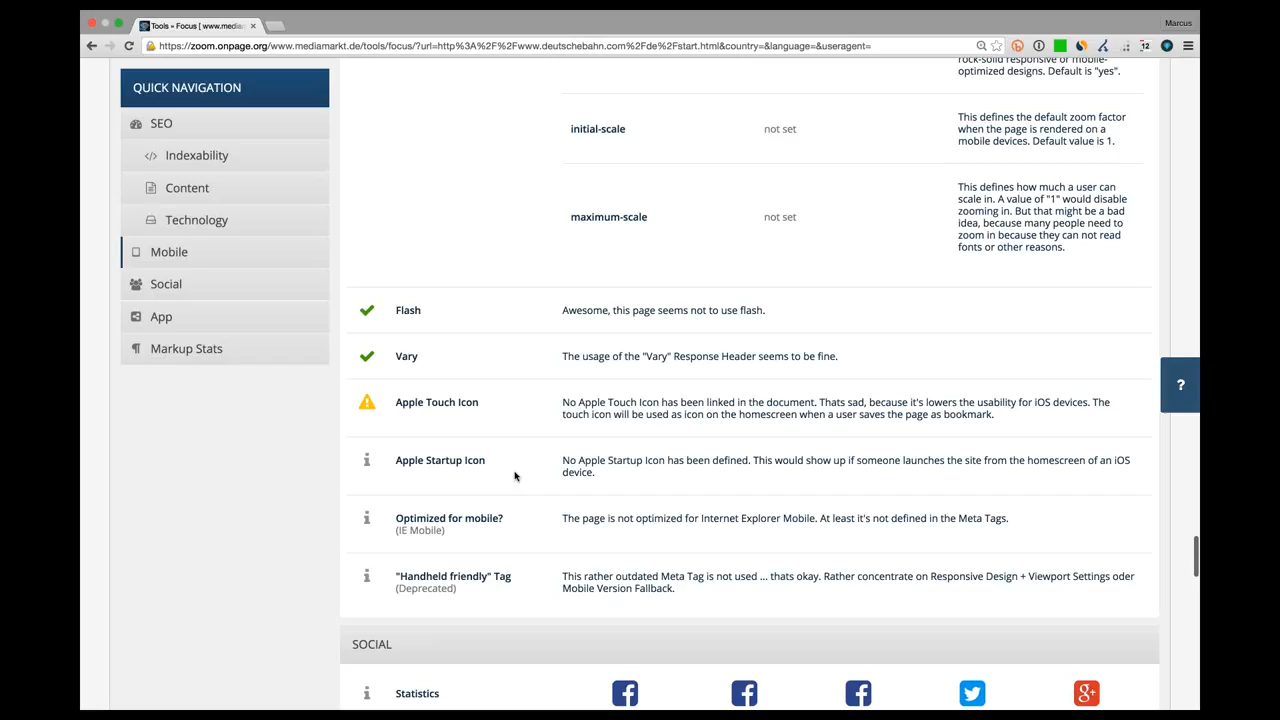 Tools » Focus [ www.media
Marcus
https://zoom.onpage.org/www.mediamarkt.de/tools/focus/?url=http%3A%2F%2Fwww.deutschebahn.com%2Fde%2Fstart.html&country=&language=&useragent=
12
QUICK NAVIGATION
SEO
Indexability
Content
Technology
Mobile
Social
App
Markup Stats
rock-solid responsive or mobile-
optimized designs. Default is "yes".
initial-scale
not set
This defines the default zoom factor
when the page is rendered on a
mobile devices. Default value is 1.
maximum-scale
not set
This defines how much a user can
scale in. A value of "1" would disable
zooming in. But that might be a bad
idea, because many people need to
zoom in because they can not read
fonts or other reasons.
Flash
Awesome, this page seems not to use flash.
Vary
The usage of the "Vary" Response Header seems to be fine.
Apple Touch Icon
No Apple Touch Icon has been linked in the document. Thats sad, because it's lowers the usability for iOS devices. The
touch icon will be used as icon on the homescreen when a user saves the page as bookmark.
Apple Startup Icon
No Apple Startup Icon has been defined. This would show up if someone launches the site from the homescreen of an iOS
device.
Optimized for mobile?
(IE Mobile)
The page is not optimized for Internet Explorer Mobile. At least it's not defined in the Meta Tags.
"Handheld friendly" Tag
(Deprecated)
This rather outdated Meta Tag is not used ... thats okay. Rather concentrate on Responsive Design + Viewport Settings oder
Mobile Version Fallback.
?
SOCIAL
Statistics